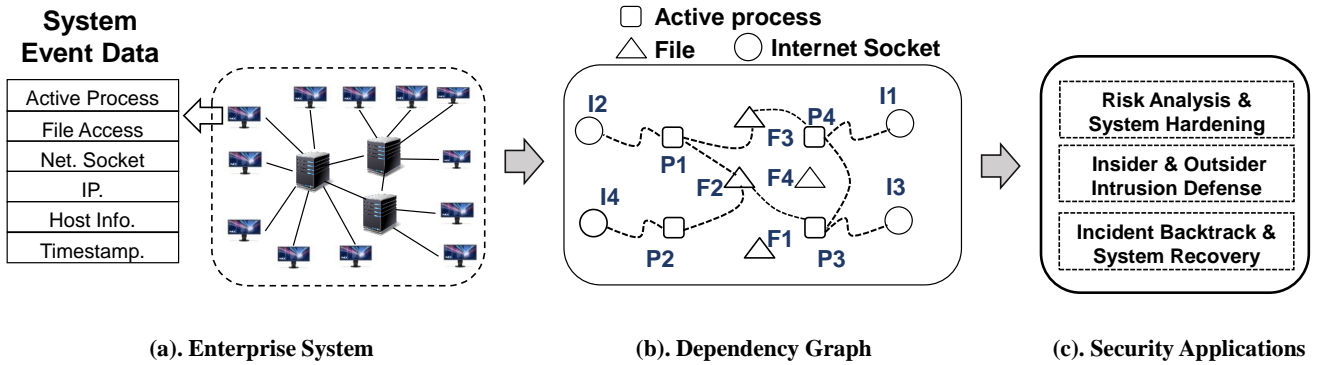 System
Event Data
Active Process
File Access
Net. Socket
IP.
Host Info.
Timestamp.
Active process
File
Internet Socket
I2
I1
P4
F3
P1
F2
F4
I4
I3
F1
P2
P3
Risk Analysis &
System Hardening
Insider & Outsider
Intrusion Defense
Incident Backtrack &
System Recovery
(a). Enterprise System
(b). Dependency Graph
(c). Security Applications